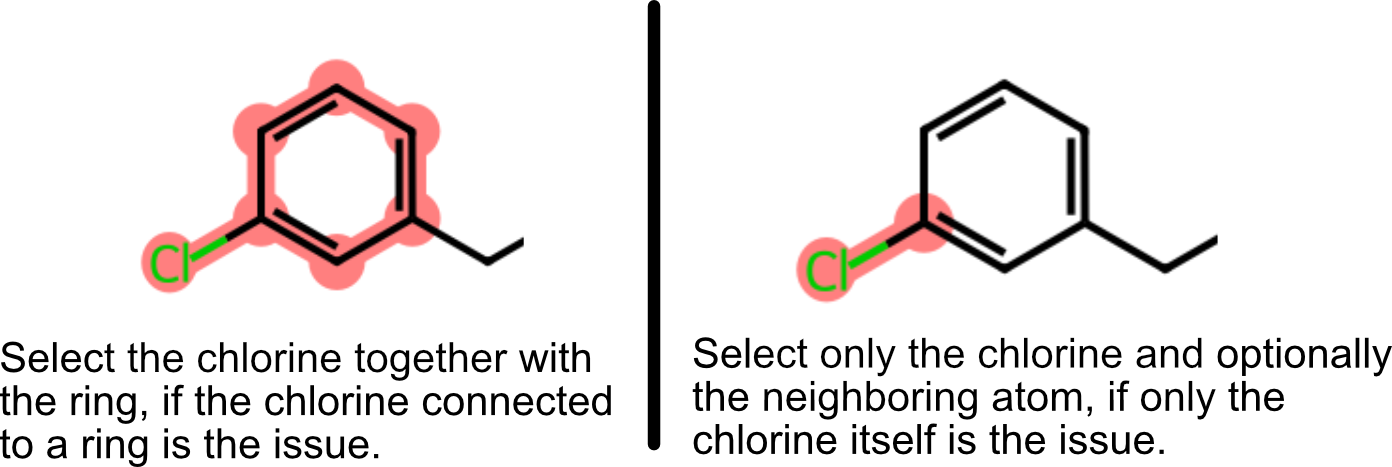 Cl
Select the chlorine together with
the ring, if the chlorine connected
to a ring is the issue.
Cl
Select only the chlorine and optionally
the neighboring atom, if only the
chlorine itself is the issue.